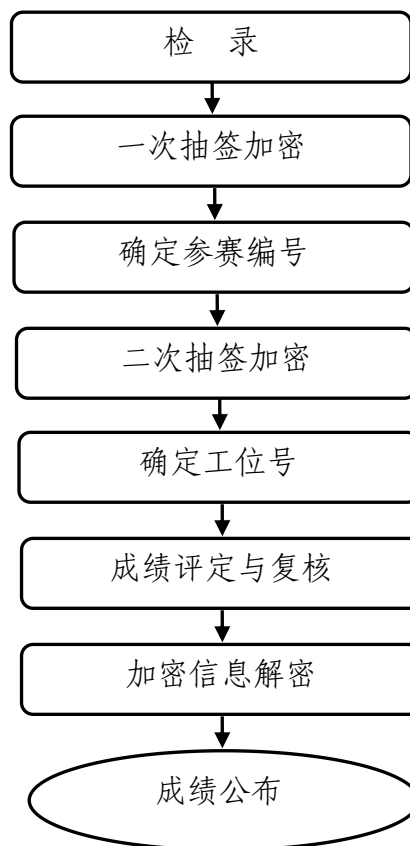 检 录
一次抽签加密
确定参赛编号
二次抽签加密
确定工位号
成绩评定与复核
加密信息解密
成绩公布